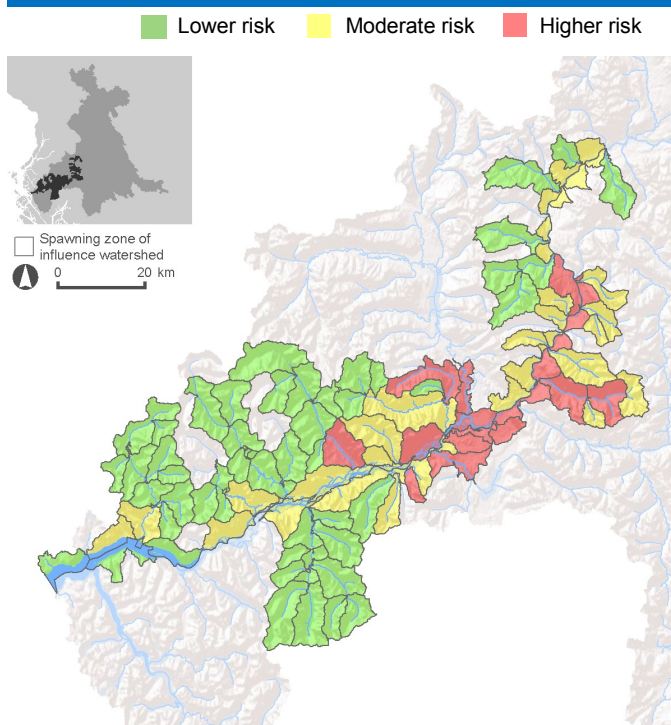 Lower risk Moderate risk Higher risk
Spawning zone of
influence watershed
0 20 km